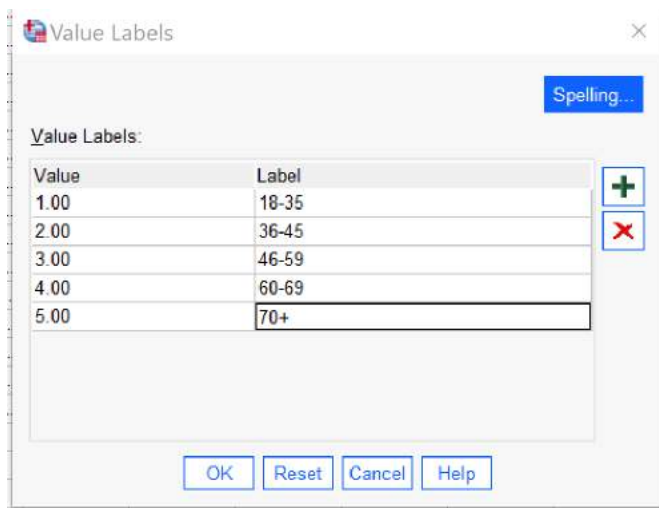 Value Labels
Spelling...
Value Labels:
Value Label
1.00 18-35
2.00 36-45
3.00 46-59
4.00 60-69
5.00 70+
OK Reset Cancel Help